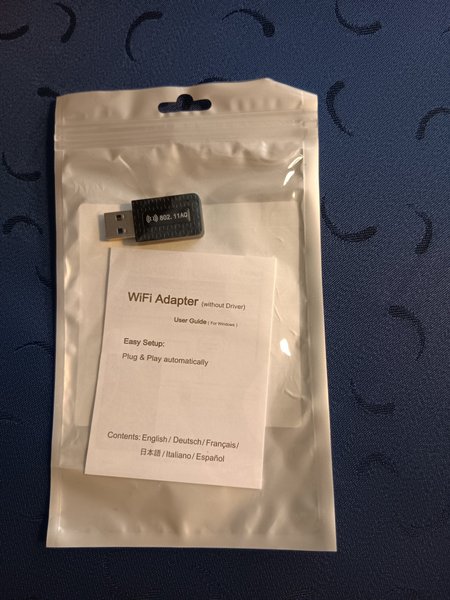 802.11AC
WiFi Adapter (without Driver)
User Guide ( For Windows )
Easy Setup:
Plug & Play automatically
Contents: English / Deutsch / Français /
日本語 / Italiano / Español